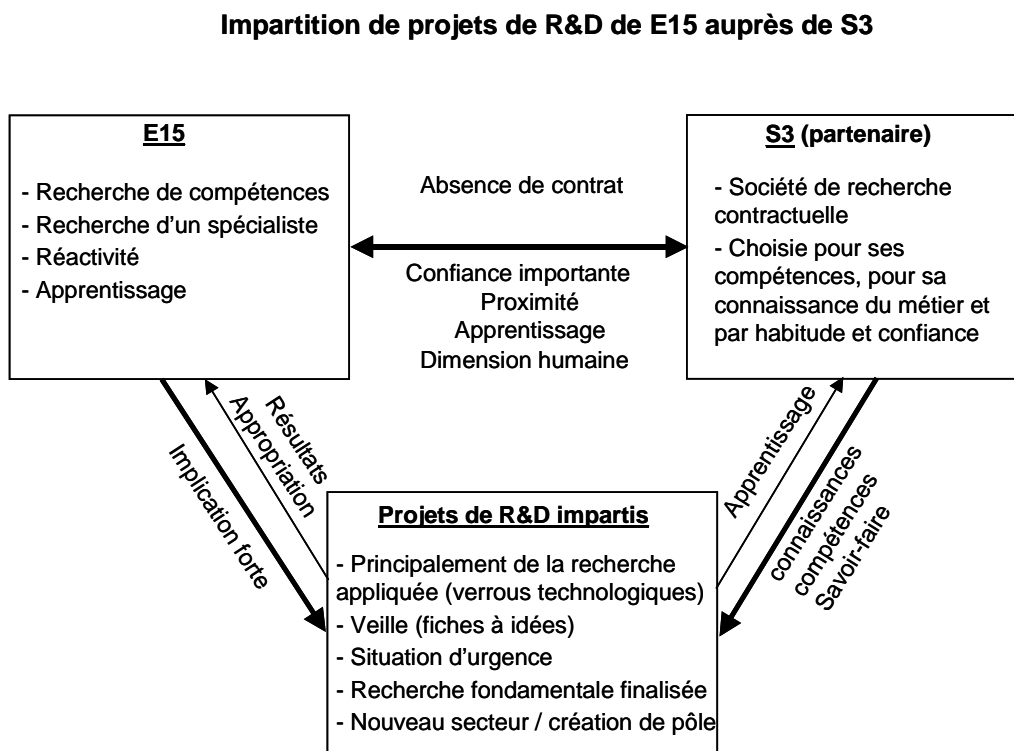 Impartition de projets de R&D de E15 auprès de S3
E15
- Recherche de compétences
- Recherche d'un spécialiste
- Réactivité
- Apprentissage
Absence de contrat
Confiance importante
Proximité
Apprentissage
Dimension humaine
S3 (partenaire)
- Société de recherche
contractuelle
- Choisie pour ses
compétences, pour sa
connaissance du métier et
par habitude et confiance
Implication forte
Résultats
Appropriation
Apprentissage
connaissances
compétences
Savoir-faire
Projets de R&D impartis
- Principalement de la recherche
appliquée (verrous technologiques)
- Veille (fiches à idées)
- Situation d'urgence
- Recherche fondamentale finalisée
- Nouveau secteur / création de pôle